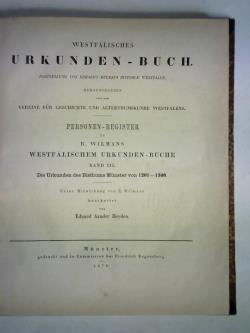 WESTFÄLISCHES
URKUNDEN-BUCH.
FORTSETZUNG VON ERHARDS REGESTA HISTORIAE WESTFALIAE.
HERAUSGEGEBEN
VON DEM
VEREINE FÜR GESCHICHTE UND ALTERTHUMSKUNDE WESTFALENS.
PERSONEN-REGISTER
ZU
R. WILMANS
WESTFÄLISCHEM URKUNDEN-BUCHE
BAND III.
Die Urkunden des Bisthums Münster von 1201—1300.
Unter Mitwirkung von R. Wilmans
bearbeitet
von
Eduard Aander Heyden.
Münster,
gedruckt und in Commission bei Friedrich Regensberg.